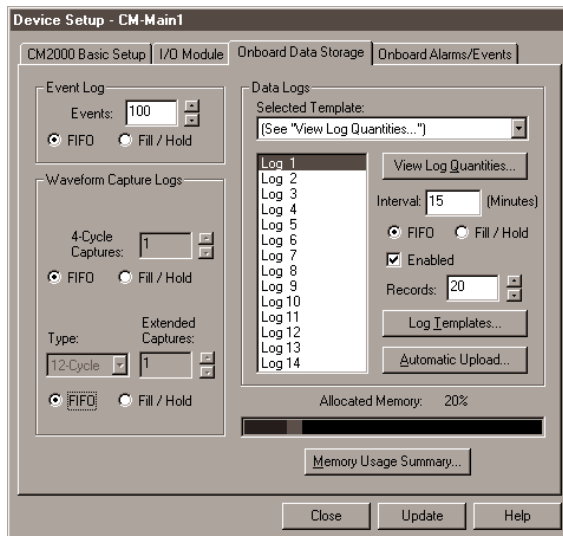 Device Setup - CM-Main1
CM2000 Basic Setup
I/O Module
Onboard Data Storage
Onboard Alarms/Events
Event Log
Events: 100
FIFO
Fill / Hold
Waveform Capture Logs
4-Cycle
Captures: 1
FIFO
Fill / Hold
Type:
Extended
Captures:
12-Cycle
1
FIFO
Fill / Hold
Data Logs
Selected Template:
(See "View Log Quantities...")
Log 1
Log 2
Log 3
Log 4
Log 5
Log 6
Log 7
Log 8
Log 9
Log 10
Log 11
Log 12
Log 13
Log 14
View Log Quantities...
Interval: 15 (Minutes)
FIFO
Fill / Hold
Enabled
Records: 20
Log Templates...
Automatic Upload...
Allocated Memory: 20%
Memory Usage Summary...
Close
Update
Help